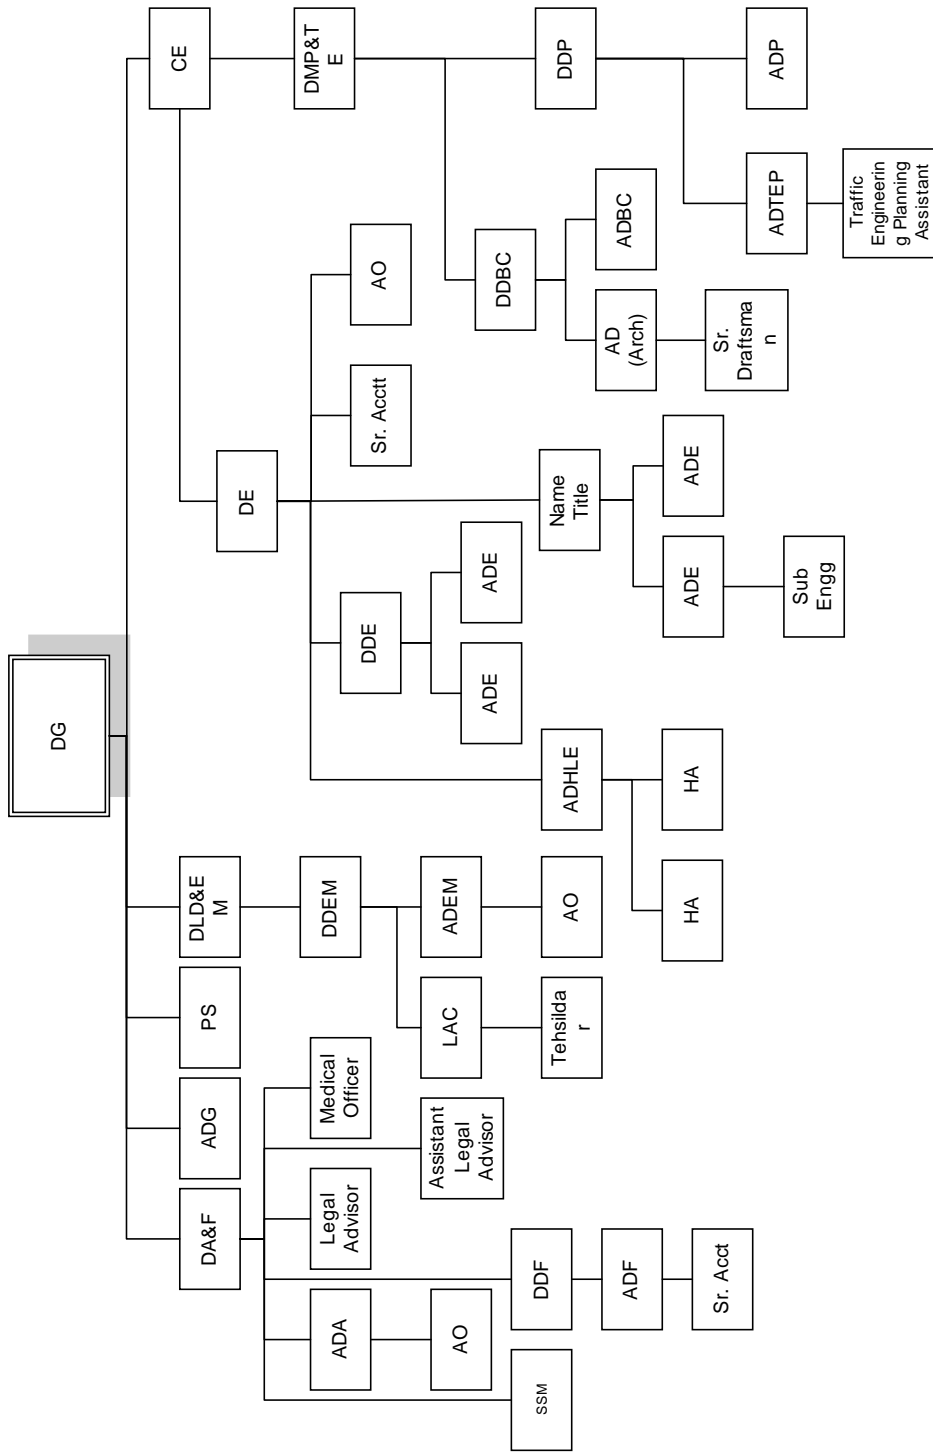 DG
CE
DA&F
ADG
PS
DLD&E
M
DE
DMP&T
E
DDEM
ADA
Legal
Advisor
Medical
Officer
DDE
Sr. Acctt
AO
AO
Assistant
Legal
Advisor
LAC
ADEM
ADE
ADE
DDBC
SSM
DDF
Tehsilda
r
AO
ADHLE
Name
Title
DDP
ADF
AD
(Arch)
ADBC
Sr. Acct
HA
HA
ADE
ADE
Sr.
Draftsma
n
ADTEP
ADP
Sub
Engg
Traffic
Engineerin
g Planning
Assistant